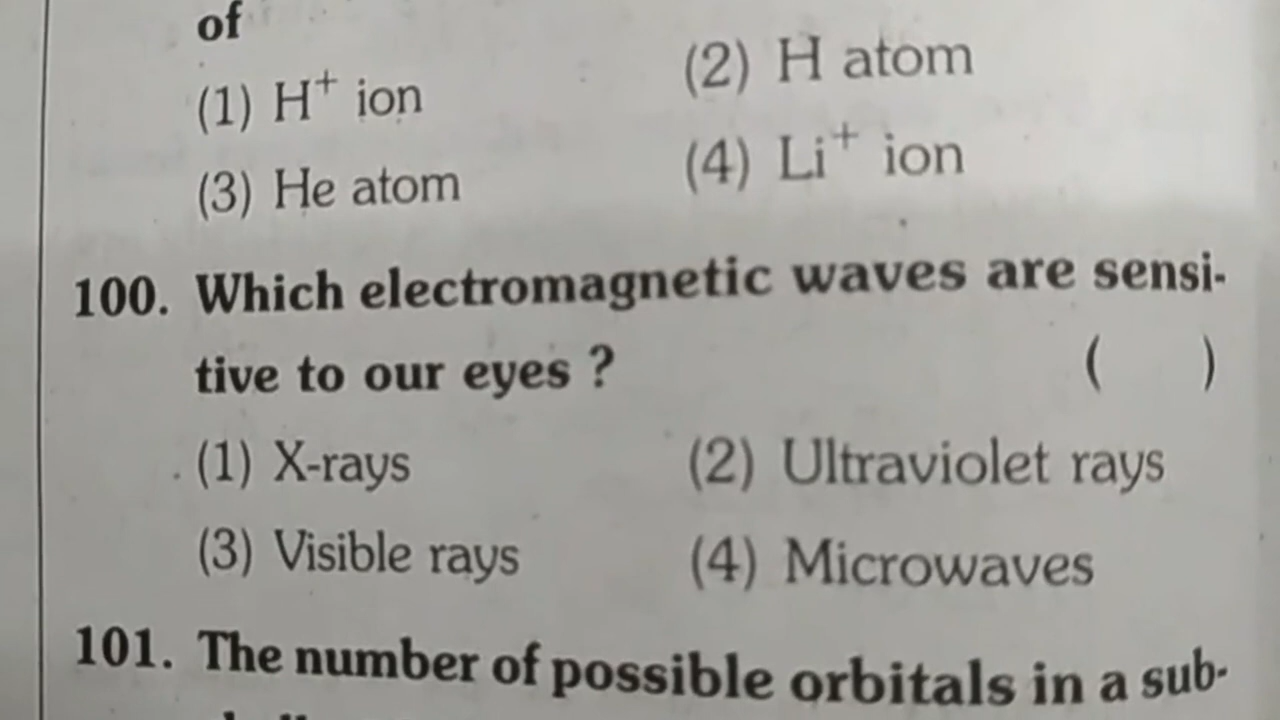 of
(1) H⁺ ion (2) H atom
(3) He atom (4) Li⁺ ion
100. Which electromagnetic waves are sensi-
tive to our eyes ? ( )
(1) X-rays (2) Ultraviolet rays
(3) Visible rays (4) Microwaves
101. The number of possible orbitals in a sub-